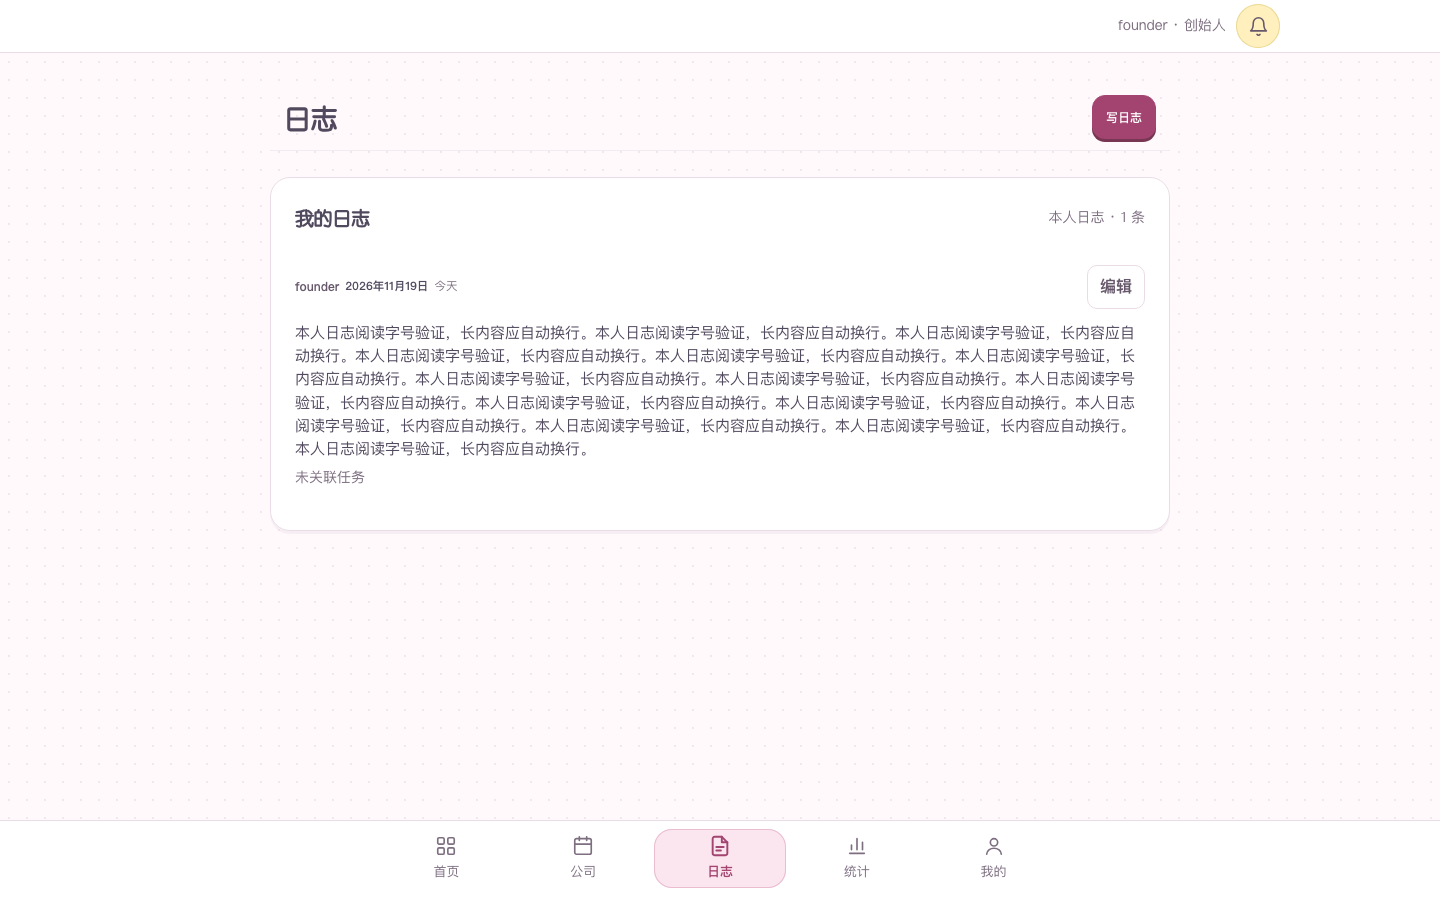 founder · 创始人
日志
写日志
我的日志
本人日志 · 1 条
founder 2026年11月19日 今天
编辑
本人日志阅读字号验证，长内容应自动换行。本人日志阅读字号验证，长内容应自动换行。本人日志阅读字号验证，长内容应自
动换行。本人日志阅读字号验证，长内容应自动换行。本人日志阅读字号验证，长内容应自动换行。本人日志阅读字号验证，长
内容应自动换行。本人日志阅读字号验证，长内容应自动换行。本人日志阅读字号验证，长内容应自动换行。本人日志阅读字号
验证，长内容应自动换行。本人日志阅读字号验证，长内容应自动换行。本人日志阅读字号验证，长内容应自动换行。本人日志
阅读字号验证，长内容应自动换行。本人日志阅读字号验证，长内容应自动换行。本人日志阅读字号验证，长内容应自动换行。
本人日志阅读字号验证，长内容应自动换行。
未关联任务
首页
公司
日志
统计
我的